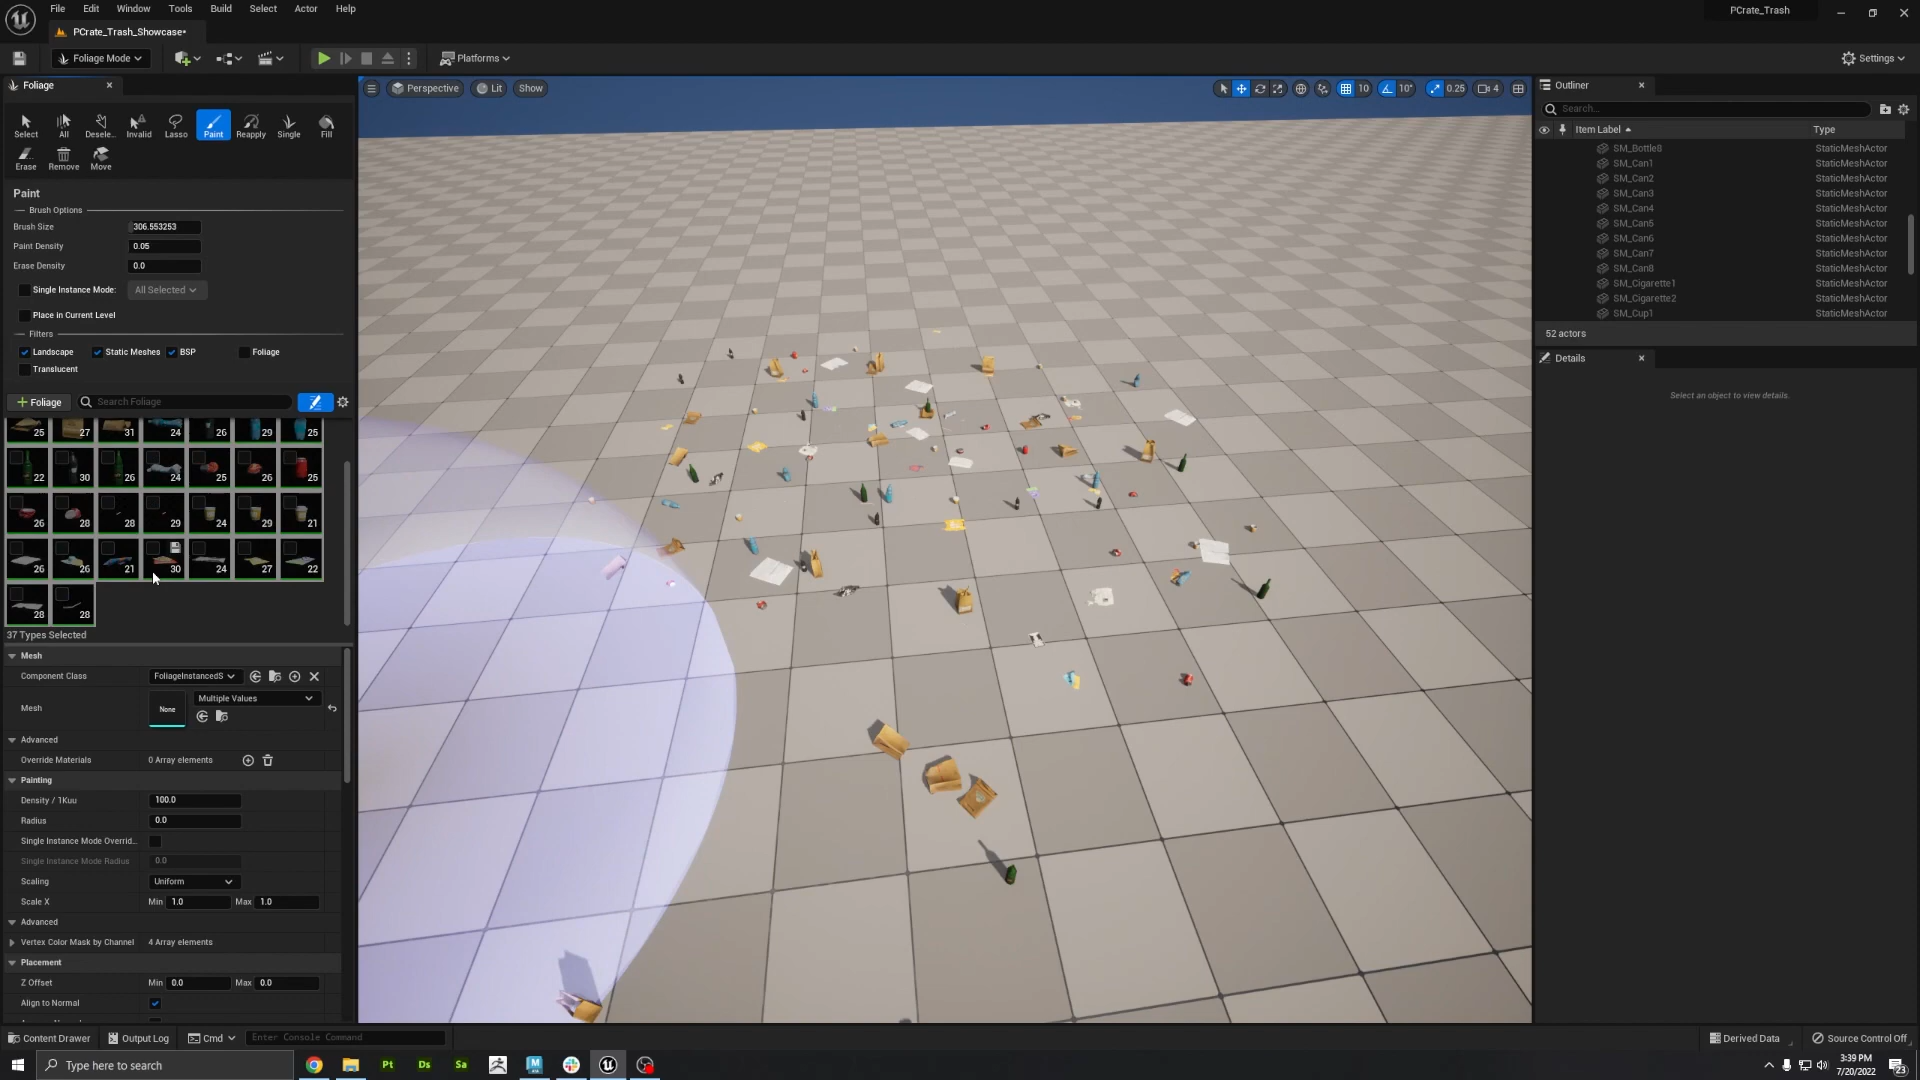 File Edit Window Tools Build Select Actor Help
PCrate_Trash
PCrate_Trash_Showcase*
Foliage Mode
Platforms
Settings
Foliage
Select All Desele... Invalid Lasso Paint Reapply Single Fill
Erase Remove Move
Paint
Brush Options
Brush Size 306.553253
Paint Density 0.05
Erase Density 0.0
Single Instance Mode: All Selected
Place in Current Level
Filters
Landscape Static Meshes BSP Foliage
Translucent
+ Foliage Search Foliage
25 27 31 24 26 29 25
22 30 26 24 25 26 25
26 28 28 29 24 29 21
26 26 21 30 24 27 22
28 28
37 Types Selected
Mesh
Component Class FoliageInstancedS
Mesh None Multiple Values
Advanced
Override Materials 0 Array elements
Painting
Density / 1Kuu 100.0
Radius 0.0
Single Instance Mode Overrid...
Single Instance Mode Radius 0.0
Scaling Uniform
Scale X Min 1.0 Max 1.0
Advanced
Vertex Color Mask by Channel 4 Array elements
Placement
Z Offset Min 0.0 Max 0.0
Align to Normal
Perspective Lit Show
10 10° 0.25 4
Outliner
Search...
Item Label Type
SM_Bottle8 StaticMeshActor
SM_Can1 StaticMeshActor
SM_Can2 StaticMeshActor
SM_Can3 StaticMeshActor
SM_Can4 StaticMeshActor
SM_Can5 StaticMeshActor
SM_Can6 StaticMeshActor
SM_Can7 StaticMeshActor
SM_Can8 StaticMeshActor
SM_Cigarette1 StaticMeshActor
SM_Cigarette2 StaticMeshActor
SM_Cup1 StaticMeshActor
52 actors
Details
Select an object to view details.
Content Drawer Output Log Cmd Enter Console Command
Derived Data Source Control Off
Type here to search
Pt Ds Sa
3:39 PM
7/20/2022
23